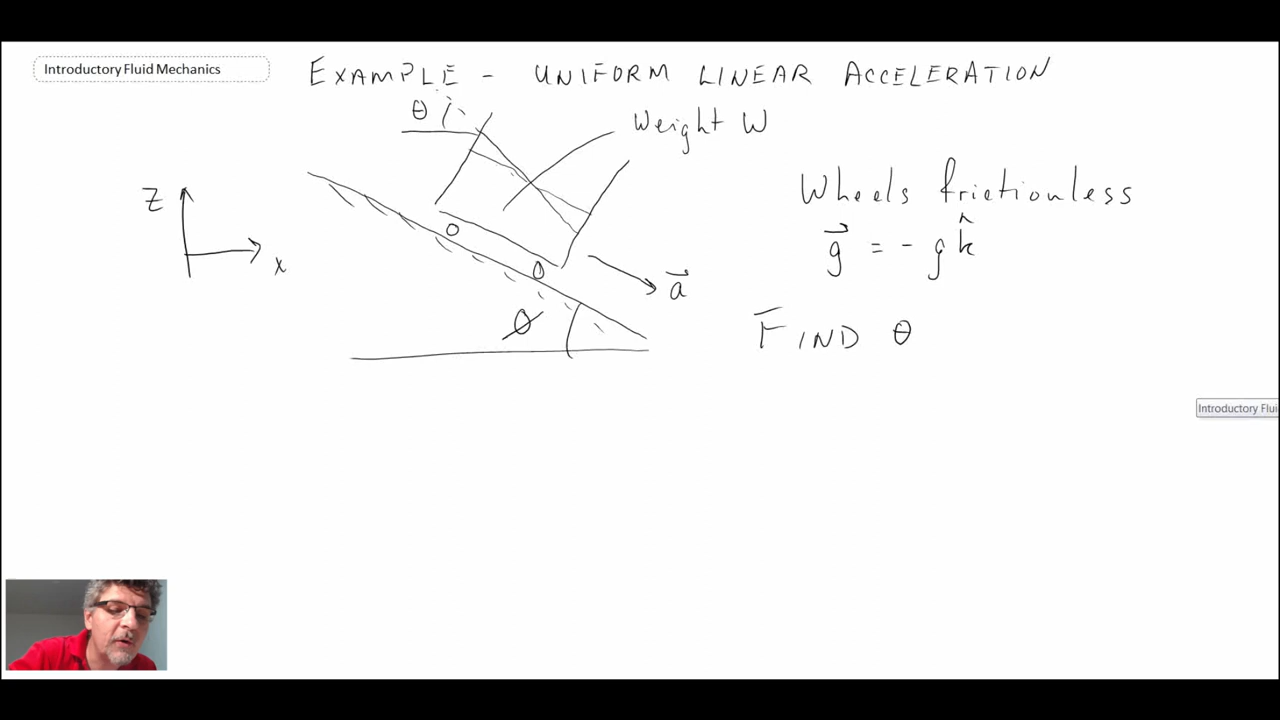 Introductory Fluid Mechanics
EXAMPLE - UNIFORM LINEAR ACCELERATION
θ
Weight W
Z
x
a⃗
Ø
Wheels frictionless
g⃗ = - g k̂
FIND θ
Introductory Flui